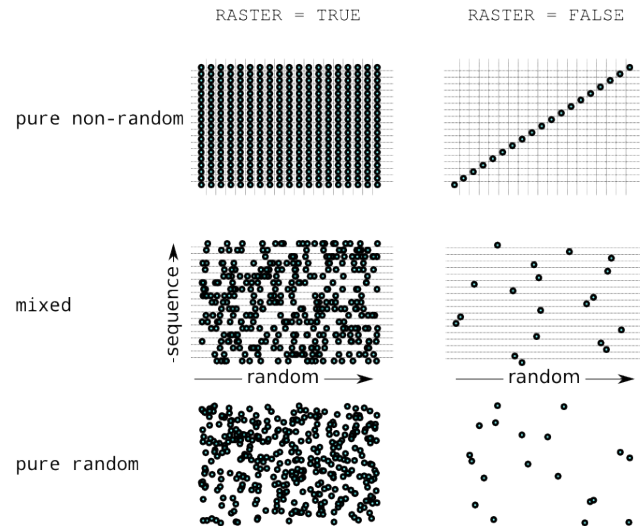 RASTER = TRUE
RASTER = FALSE
pure non-random
mixed
sequence
random
random
pure random